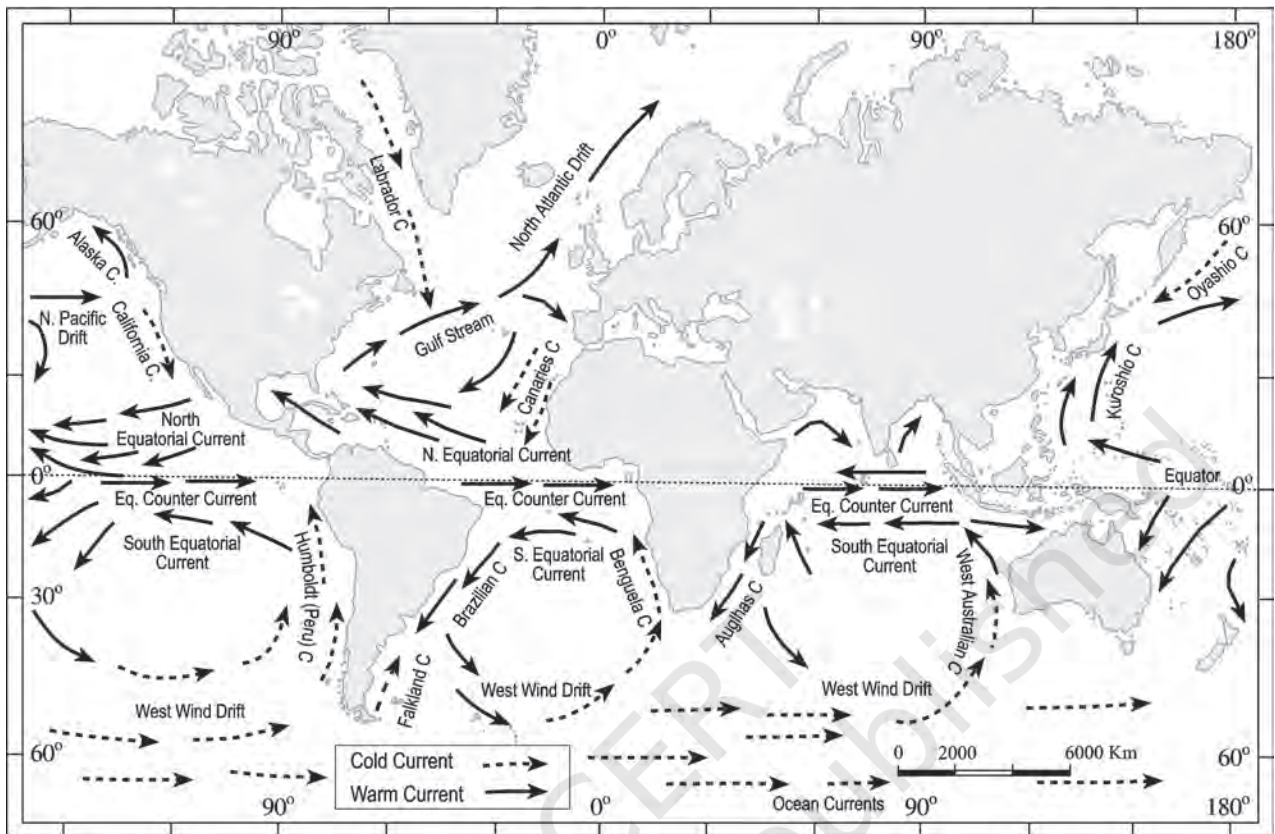 90º
0º
90º
180º
Labrador C
North Atlantic Drift
60º
60º
Alaska C.
Oyashio C
N. Pacific
Drift
California C.
Gulf Stream
Canaries C
Kuroshio C
North
Equatorial Current
N. Equatorial Current
Equator
0º
0º
Eq. Counter Current
Eq. Counter Current
Eq. Counter Current
South Equatorial
Current
Humboldt (Peru) C
S. Equatorial
Current
Brazilian C
Benguela C
South Equatorial
Current
Auglhas C
West Australian C
30º
30º
Falkland C
West Wind Drift
West Wind Drift
West Wind Drift
60º
60º
Cold Current
Warm Current
0 2000 6000 Km
Ocean Currents
90º
0º
90º
180º